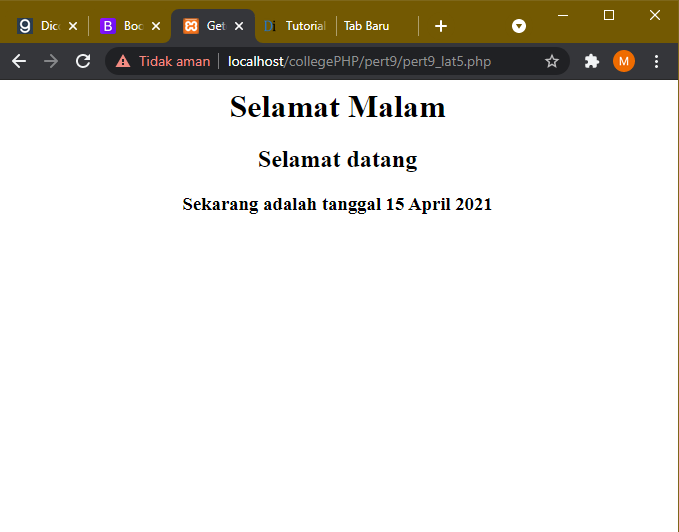 Dic
Boo
Get
Tutorial
Tab Baru
Tidak aman
localhost/collegePHP/pert9/pert9_lat5.php
M
Selamat Malam
Selamat datang
Sekarang adalah tanggal 15 April 2021